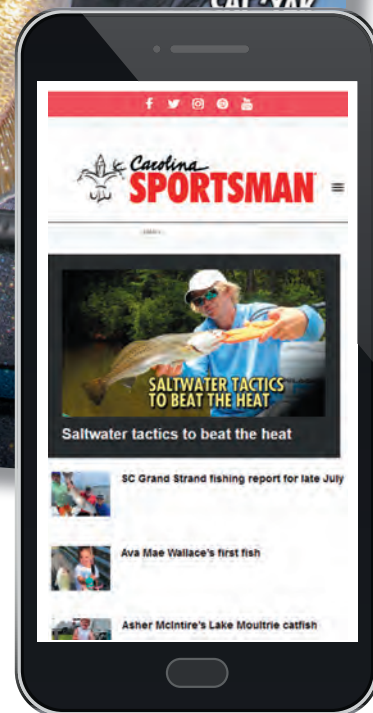 Carolina
SPORTSMAN
SALTWATER TACTICS
TO BEAT THE HEAT
Saltwater tactics to beat the heat
SC Grand Strand fishing report for late July
Ava Mae Wallace's first fish
Asher McIntire's Lake Moultrie catfish